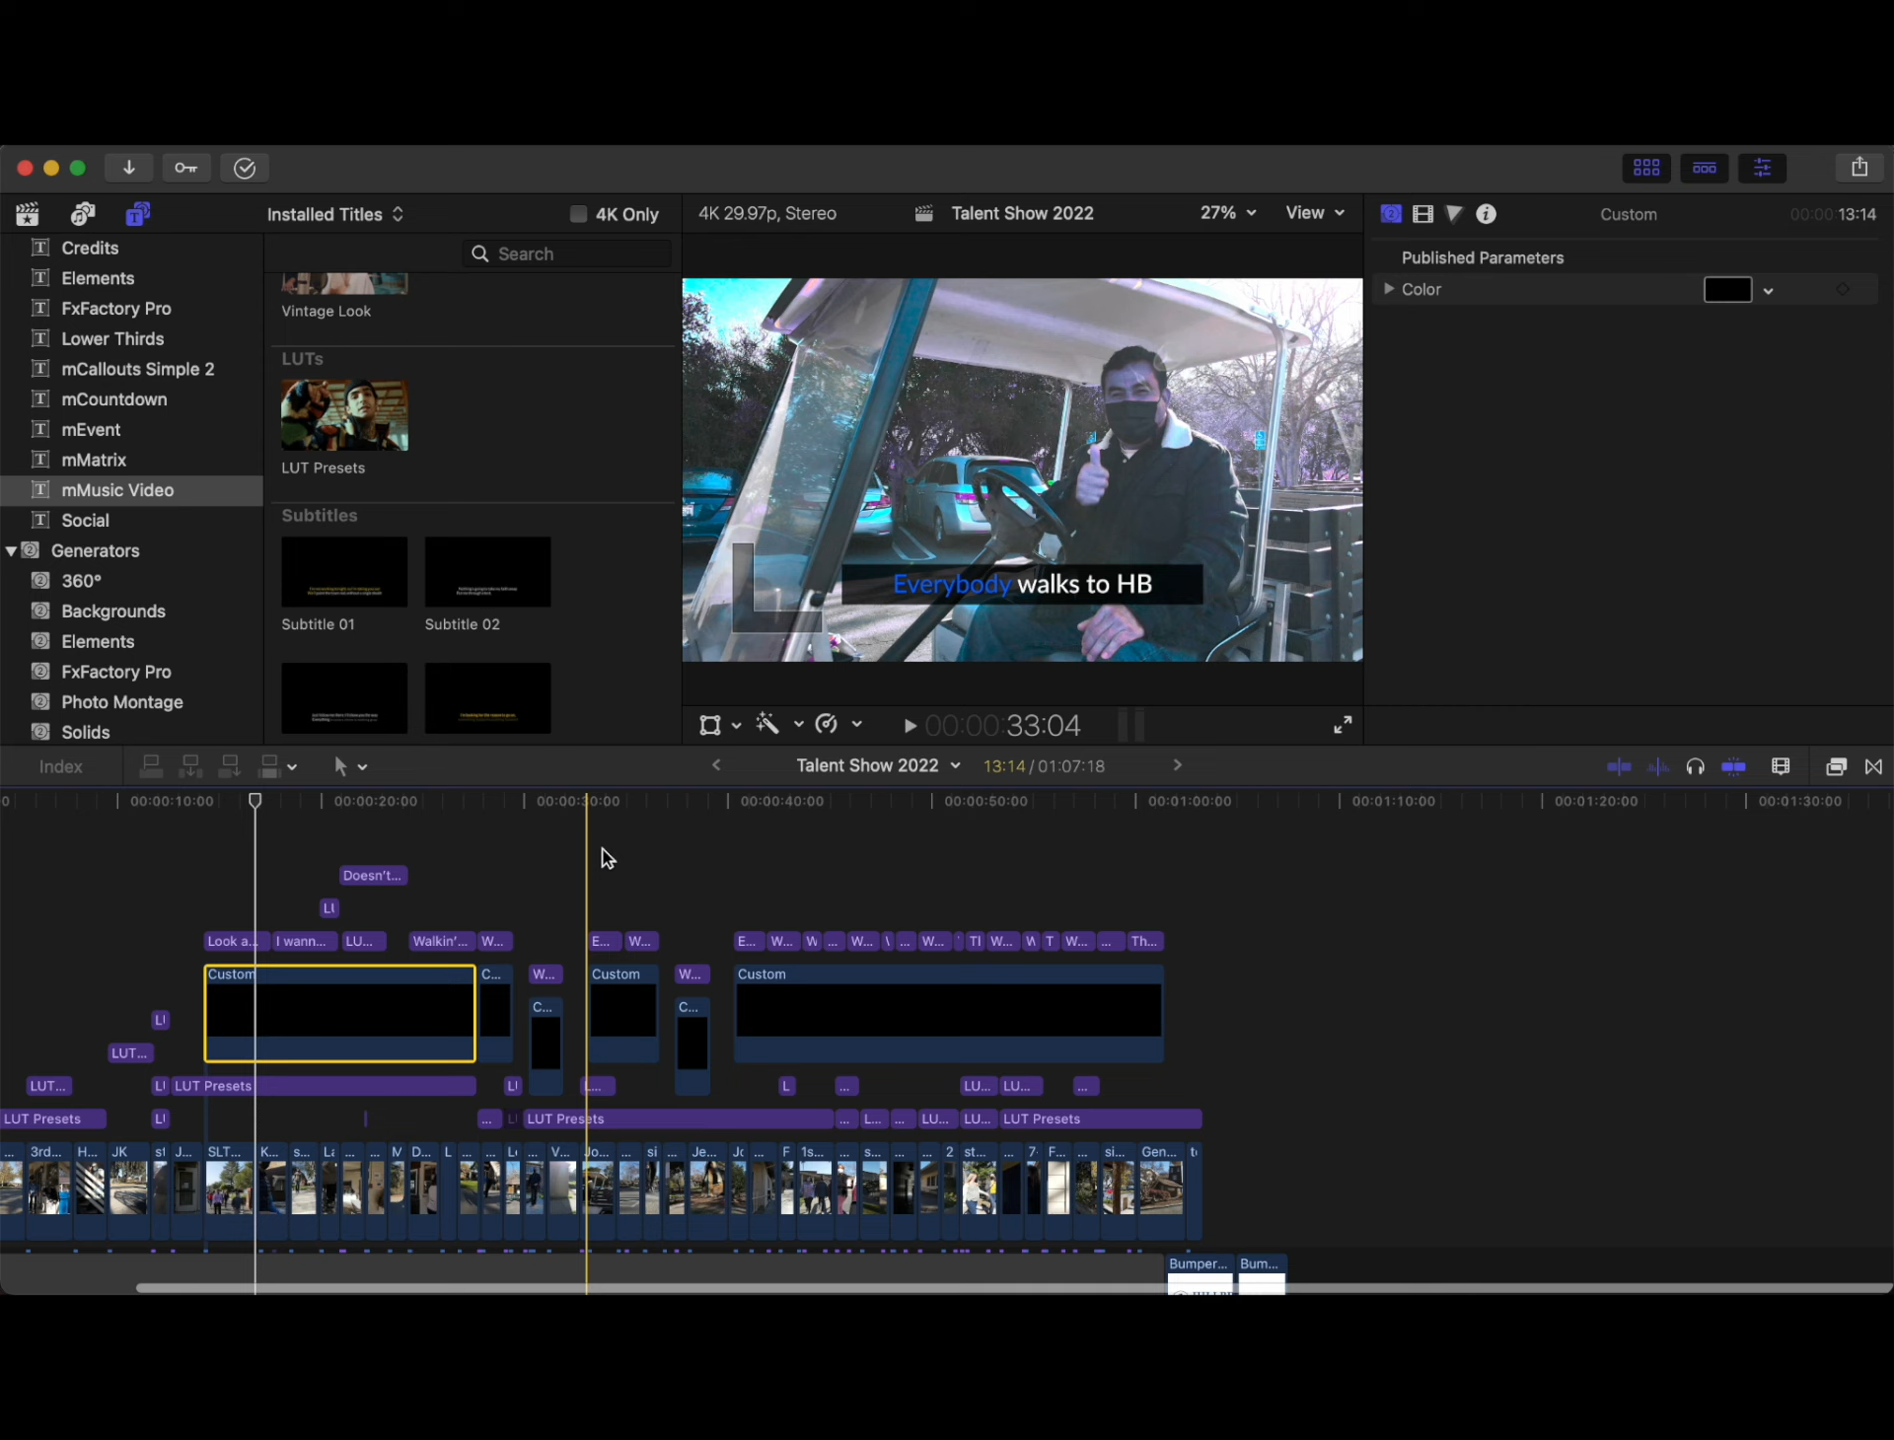 Installed Titles
4K Only
4K 29.97p, Stereo
Talent Show 2022
27%
View
Custom
00:00:13:14
Credits
Elements
FxFactory Pro
Lower Thirds
mCallouts Simple 2
mCountdown
mEvent
mMatrix
mMusic Video
Social
Generators
360°
Backgrounds
Elements
FxFactory Pro
Photo Montage
Solids
Search
Vintage Look
LUTs
LUT Presets
Subtitles
Subtitle 01
Subtitle 02
Everybody walks to HB
Published Parameters
Color
00:00:33:04
Index
Talent Show 2022
13:14 / 01:07:18
00:00:10:00
00:00:20:00
00:00:30:00
00:00:40:00
00:00:50:00
00:01:00:00
00:01:10:00
00:01:20:00
00:01:30:00
Doesn't...
Look a...
I wann...
LU...
Walkin'...
W...
E...
W...
E...
W...
W
...
W...
...
W...
W...
W
T
W...
...
Th...
Custom
C...
W...
Custom
W...
Custom
C...
C...
LUT...
LUT...
LUT Presets
L...
L
...
LU...
LU...
...
LUT Presets
...
LUT Presets
...
L...
...
LU...
LU...
LUT Presets
...
3rd...
H...
JK
J...
SLT...
K...
s...
...
...
M
D...
L
...
...
...
V...
Jo...
...
si
...
Je...
...
F
1s...
...
s...
...
...
2
st...
...
7
F...
...
si...
Gen...
Bumper...
Bum...